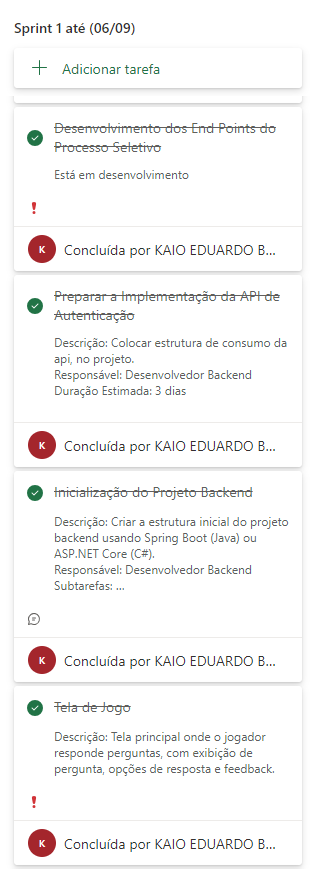 Sprint 1 até (06/09)
Adicionar tarefa
Desenvolvimento dos End Points do
Processo Seletivo
Está em desenvolvimento
K
Concluída por KAIO EDUARDO B...
Preparar a Implementação da API de
Autenticação
Descrição: Colocar estrutura de consumo da
api, no projeto.
Responsável: Desenvolvedor Backend
Duração Estimada: 3 dias
K
Concluída por KAIO EDUARDO B...
Inicialização do Projeto Backend
Descrição: Criar a estrutura inicial do projeto
backend usando Spring Boot (Java) ou
ASP.NET Core (C#).
Responsável: Desenvolvedor Backend
Subtarefas: ...
K
Concluída por KAIO EDUARDO B...
Tela de Jogo
Descrição: Tela principal onde o jogador
responde perguntas, com exibição de
pergunta, opções de resposta e feedback.
K
Concluída por KAIO EDUARDO B...